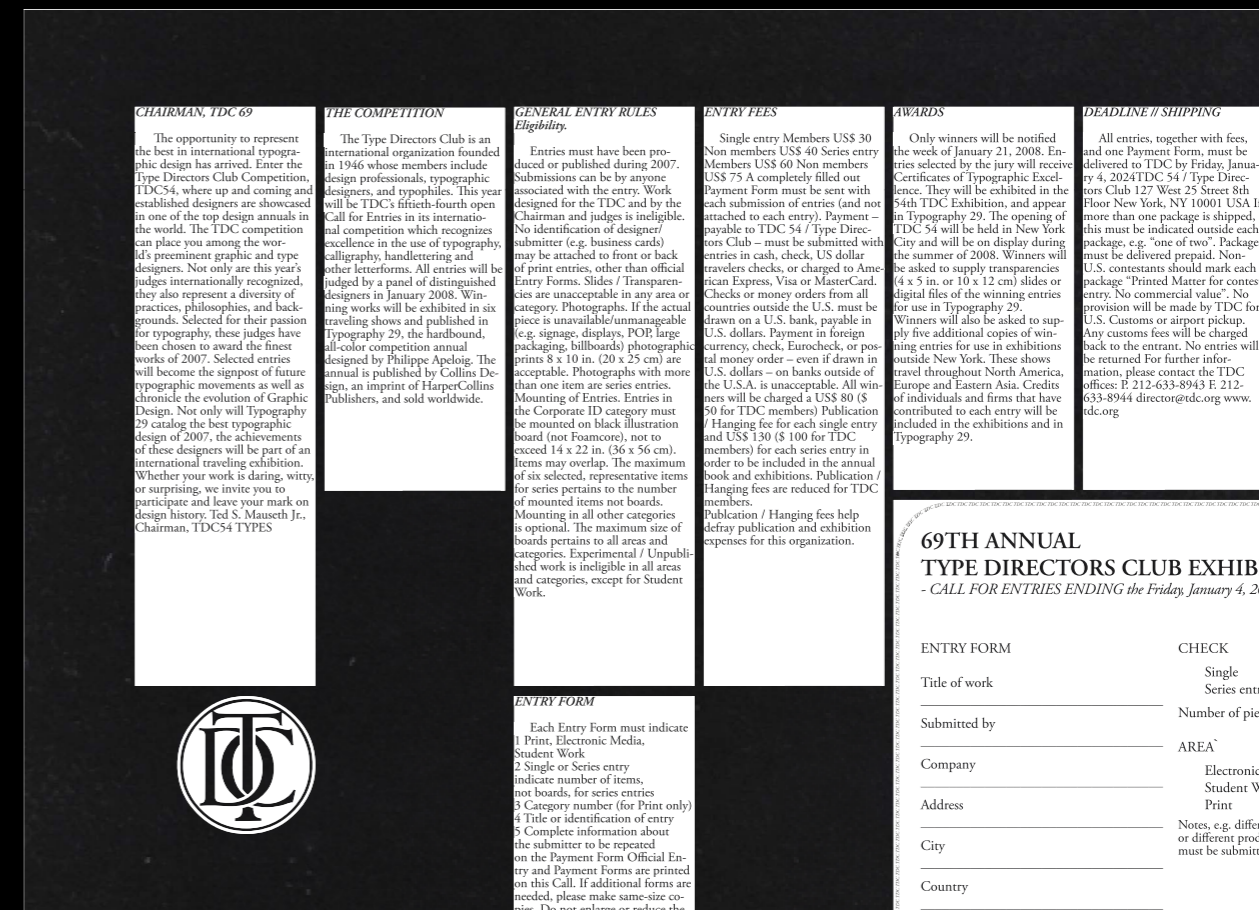 CHAIRMAN, TDC 69
The opportunity to represent
the best in international typogra-
phic design has arrived. Enter the
Type Directors Club Competition,
TDC54, where up and coming and
established designers are showcased
in one of the top design annuals in
the world. The TDC competition
can place you among the wor-
ld's preeminent graphic and type
designers. Not only are this year's
judges internationally recognized,
they also represent a diversity of
practices, philosophies, and back-
grounds. Selected for their passion
for typography, these judges have
been chosen to award the finest
works of 2007. Selected entries
will become the signpost of future
typographic movements as well as
chronicle the evolution of Graphic
Design. Not only will Typography
29 catalog the best typographic
design of 2007, the achievements
of these designers will be part of an
international traveling exhibition.
Whether your work is daring, witty,
or surprising, we invite you to
participate and leave your mark on
design history. Ted S. Mauseth Jr.,
Chairman, TDC54 TYPES
THE COMPETITION
The Type Directors Club is an
international organization founded
in 1946 whose members include
design professionals, typographic
designers, and typophiles. This year
will be TDC's fiftieth-fourth open
Call for Entries in its internatio-
nal competition which recognizes
excellence in the use of typography,
calligraphy, handlettering and
other letterforms. All entries will be
judged by a panel of distinguished
designers in January 2008. Win-
ning works will be exhibited in six
traveling shows and published in
Typography 29, the hardbound,
all-color competition annual
designed by Philippe Apeloig. The
annual is published by Collins De-
sign, an imprint of HarperCollins
Publishers, and sold worldwide.
GENERAL ENTRY RULES
Eligibility.
Entries must have been pro-
duced or published during 2007.
Submissions can be by anyone
associated with the entry. Work
designed for the TDC and by the
Chairman and judges is ineligible.
No identification of designer/
submitter (e.g. business cards)
may be attached to front or back
of print entries, other than official
Entry Forms. Slides / Transparen-
cies are unacceptable in any area or
category. Photographs. If the actual
piece is unavailable/unmanageable
(e.g. signage, displays, POP, large
packaging, billboards) photographic
prints 8 x 10 in. (20 x 25 cm) are
acceptable. Photographs with more
than one item are series entries.
Mounting of Entries. Entries in
the Corporate ID category must
be mounted on black illustration
board (not Foamcore), not to
exceed 14 x 22 in. (36 x 56 cm).
Items may overlap. The maximum
of six selected, representative items
for series pertains to the number
of mounted items not boards.
Mounting in all other categories
is optional. The maximum size of
boards pertains to all areas and
categories. Experimental / Unpubli-
shed work is ineligible in all areas
and categories, except for Student
Work.
ENTRY FORM
Each Entry Form must indicate
1 Print, Electronic Media,
Student Work
2 Single or Series entry
indicate number of items,
not boards, for series entries
3 Category number (for Print only)
4 Title or identification of entry
5 Complete information about
the submitter to be repeated
on the Payment Form Official En-
try and Payment Forms are printed
on this Call. If additional forms are
needed, please make same-size co-
pies. Do not enlarge or reduce the
ENTRY FEES
Single entry Members US$ 30
Non members US$ 40 Series entry
Members US$ 60 Non members
US$ 75 A completely filled out
Payment Form must be sent with
each submission of entries (and not
attached to each entry). Payment –
payable to TDC 54 / Type Direc-
tors Club – must be submitted with
entries in cash, check, US dollar
travelers checks, or charged to Ame-
rican Express, Visa or MasterCard.
Checks or money orders from all
countries outside the U.S. must be
drawn on a U.S. bank, payable in
U.S. dollars. Payment in foreign
currency, check, Eurocheck, or pos-
tal money order – even if drawn in
U.S. dollars – on banks outside of
the U.S.A. is unacceptable. All win-
ners will be charged a US$ 80 ($
50 for TDC members) Publication
/ Hanging fee for each single entry
and US$ 130 ($ 100 for TDC
members) for each series entry in
order to be included in the annual
book and exhibitions. Publication /
Hanging fees are reduced for TDC
members.
Publcation / Hanging fees help
defray publication and exhibition
expenses for this organization.
AWARDS
Only winners will be notified
the week of January 21, 2008. En-
tries selected by the jury will receive
Certificates of Typographic Excel-
lence. They will be exhibited in the
54th TDC Exhibition, and appear
in Typography 29. The opening of
TDC 54 will be held in New York
City and will be on display during
the summer of 2008. Winners will
be asked to supply transparencies
(4 x 5 in. or 10 x 12 cm) slides or
digital files of the winning entries
for use in Typography 29.
Winners will also be asked to sup-
ply five additional copies of win-
ning entries for use in exhibitions
outside New York. These shows
travel throughout North America,
Europe and Eastern Asia. Credits
of individuals and firms that have
contributed to each entry will be
included in the exhibitions and in
Typography 29.
DEADLINE // SHIPPING
All entries, together with fees,
and one Payment Form, must be
delivered to TDC by Friday, Janua-
ry 4, 2024TDC 54 / Type Direc-
tors Club 127 West 25 Street 8th
Floor New York, NY 10001 USA I
more than one package is shipped,
this must be indicated outside each
package, e.g. “one of two”. Package
must be delivered prepaid. Non-
U.S. contestants should mark each
package “Printed Matter for contes
entry. No commercial value”. No
provision will be made by TDC for
U.S. Customs or airport pickup.
Any customs fees will be charged
back to the entrant. No entries will
be returned For further infor-
mation, please contact the TDC
offices: P. 212-633-8943 F. 212-
633-8944 director@tdc.org www.
tdc.org
TDC
69TH ANNUAL
TYPE DIRECTORS CLUB EXHIB
- CALL FOR ENTRIES ENDING the Friday, January 4, 2
ENTRY FORM
Title of work
Submitted by
Company
Address
City
Country
CHECK
Single
Series entr
Number of pie
AREA`
Electronic
Student W
Print
Notes, e.g. differ
or different prod
must be submitt